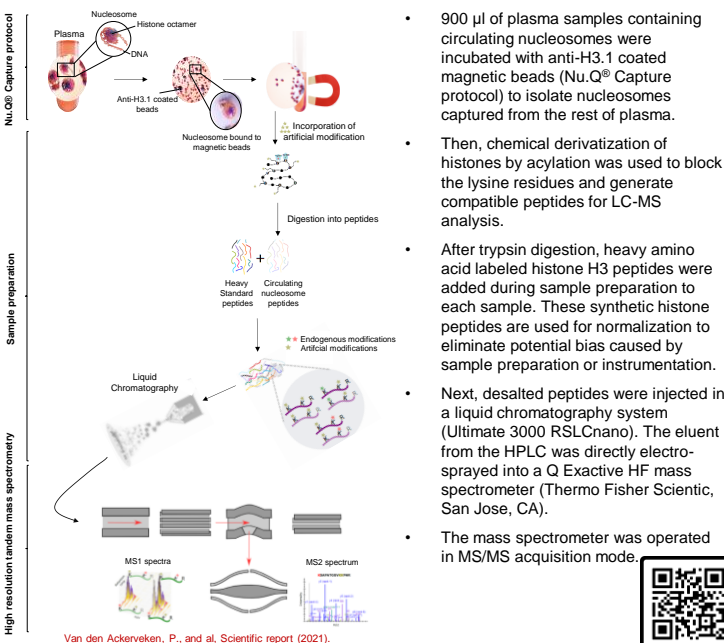 Nu.Q® Capture protocol
Nucleosome
Histone octamer
Plasma
DNA
Anti-H3.1 coated
beads
Nucleosome bound to
magnetic beads
Sample preparation
Incorporation of
artificial modification
Digestion into peptides
+
Heavy
Standard
peptides
Circulating
nucleosome
peptides
Endogenous modifications
Artifcial modifications
Liquid
Chromatography
High resolution tandem mass spectrometry
MS1 spectra
MS2 spectrum
Van den Ackerveken, P., and al, Scientific report (2021).
• 900 µl of plasma samples containing
circulating nucleosomes were
incubated with anti-H3.1 coated
magnetic beads (Nu.Q® Capture
protocol) to isolate nucleosomes
captured from the rest of plasma.
• Then, chemical derivatization of
histones by acylation was used to block
the lysine residues and generate
compatible peptides for LC-MS
analysis.
• After trypsin digestion, heavy amino
acid labeled histone H3 peptides were
added during sample preparation to
each sample. These synthetic histone
peptides are used for normalization to
eliminate potential bias caused by
sample preparation or instrumentation.
• Next, desalted peptides were injected in
a liquid chromatography system
(Ultimate 3000 RSLCnano). The eluent
from the HPLC was directly electro-
sprayed into a Q Exactive HF mass
spectrometer (Thermo Fisher Scientic,
San Jose, CA).
• The mass spectrometer was operated
in MS/MS acquisition mode.